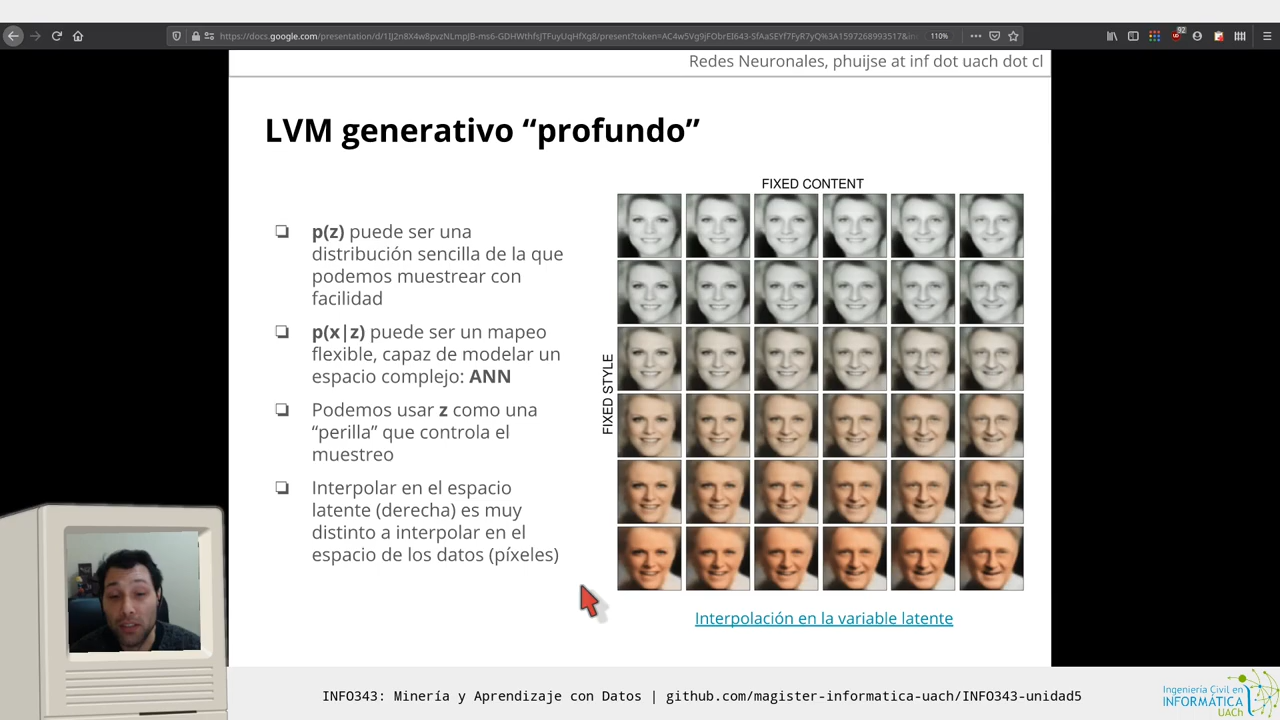 110%
Redes Neuronales, phuijse at inf dot uach dot cl
LVM generativo “profundo”
p(z) puede ser una
distribución sencilla de la que
podemos muestrear con
facilidad
p(x|z) puede ser un mapeo
flexible, capaz de modelar un
espacio complejo: ANN
Podemos usar z como una
“perilla” que controla el
muestreo
Interpolar en el espacio
latente (derecha) es muy
distinto a interpolar en el
espacio de los datos (píxeles)
FIXED CONTENT
FIXED STYLE
Interpolación en la variable latente
INFO343: Minería y Aprendizaje con Datos | github.com/magister-informatica-uach/INFO343-unidad5
Ingeniería Civil en
INFORMÁTICA
UACh